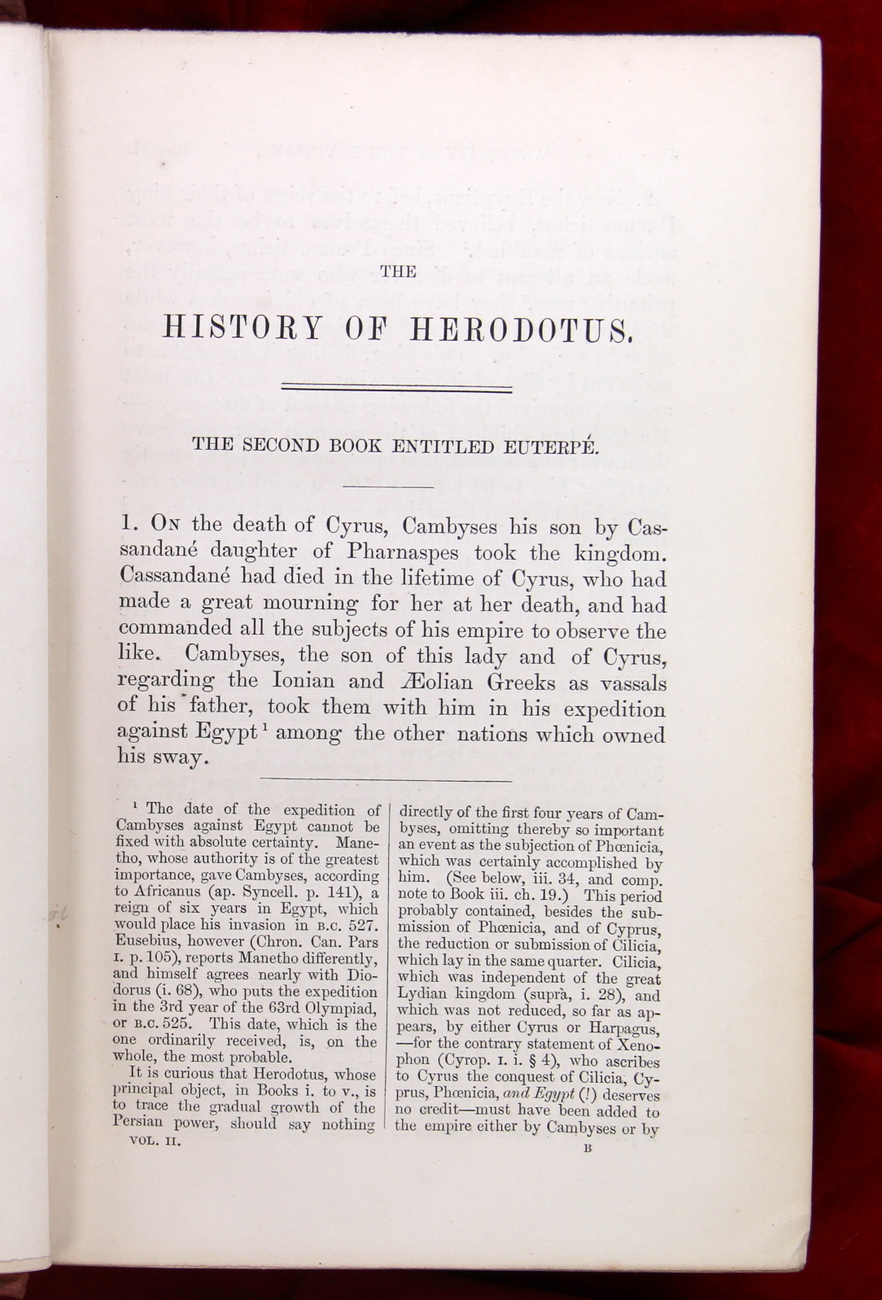 THE
HISTORY OF HERODOTUS.
THE SECOND BOOK ENTITLED EUTERPÉ.
1. ON the death of Cyrus, Cambyses his son by Cas-
sandané daughter of Pharnaspes took the kingdom.
Cassandané had died in the lifetime of Cyrus, who had
made a great mourning for her at her death, and had
commanded all the subjects of his empire to observe the
like. Cambyses, the son of this lady and of Cyrus,
regarding the Ionian and Æolian Greeks as vassals
of his father, took them with him in his expedition
against Egypt ¹ among the other nations which owned
his sway.
¹ The date of the expedition of
Cambyses against Egypt cannot be
fixed with absolute certainty. Mane-
tho, whose authority is of the greatest
importance, gave Cambyses, according
to Africanus (ap. Syncell. p. 141), a
reign of six years in Egypt, which
would place his invasion in B.C. 527.
Eusebius, however (Chron. Can. Pars
I. p. 105), reports Manetho differently,
and himself agrees nearly with Dio-
dorus (i. 68), who puts the expedition
in the 3rd year of the 63rd Olympiad,
or B.C. 525. This date, which is the
one ordinarily received, is, on the
whole, the most probable.
It is curious that Herodotus, whose
principal object, in Books i. to v., is
to trace the gradual growth of the
Persian power, should say nothing
directly of the first four years of Cam-
byses, omitting thereby so important
an event as the subjection of Phœnicia,
which was certainly accomplished by
him. (See below, iii. 34, and comp.
note to Book iii. ch. 19.) This period
probably contained, besides the sub-
mission of Phœnicia, and of Cyprus,
the reduction or submission of Cilicia,
which lay in the same quarter. Cilicia,
which was independent of the great
Lydian kingdom (suprà, i. 28), and
which was not reduced, so far as ap-
pears, by either Cyrus or Harpagus,
—for the contrary statement of Xeno-
phon (Cyrop. I. i. § 4), who ascribes
to Cyrus the conquest of Cilicia, Cy-
prus, Phœnicia, and Egypt (!) deserves
no credit—must have been added to
the empire either by Cambyses or by
VOL. II.
B